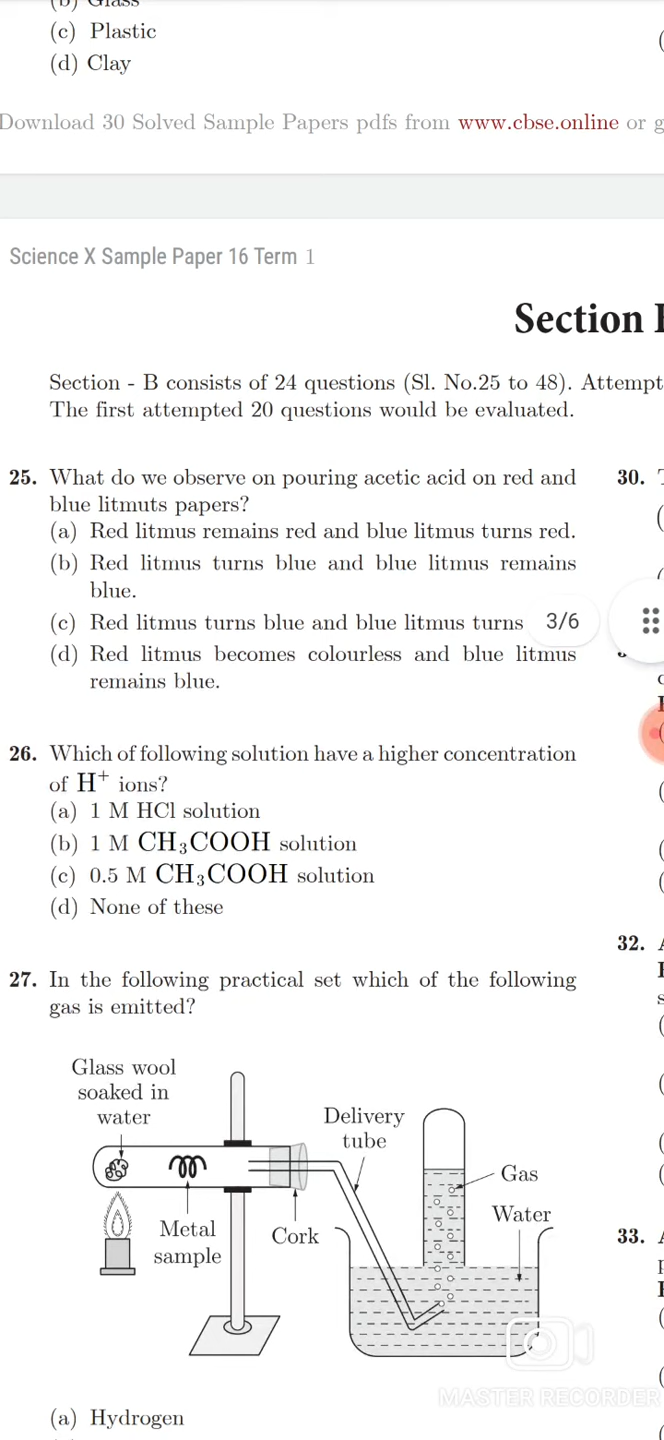 (b) Glass
(c) Plastic
(d) Clay
Download 30 Solved Sample Papers pdfs from www.cbse.online or g
Science X Sample Paper 16 Term 1
Section
Section - B consists of 24 questions (Sl. No.25 to 48). Attempt
The first attempted 20 questions would be evaluated.
25. What do we observe on pouring acetic acid on red and
blue litmuts papers?
(a) Red litmus remains red and blue litmus turns red.
(b) Red litmus turns blue and blue litmus remains
blue.
(c) Red litmus turns blue and blue litmus turns
3/6
(d) Red litmus becomes colourless and blue litmus
remains blue.
26. Which of following solution have a higher concentration
of H⁺ ions?
(a) 1 M HCl solution
(b) 1 M CH₃COOH solution
(c) 0.5 M CH₃COOH solution
(d) None of these
27. In the following practical set which of the following
gas is emitted?
Glass wool
soaked in
water
Delivery
tube
Gas
Water
Metal
sample
Cork
(a) Hydrogen
30.
32.
33.
MASTER RECORDER